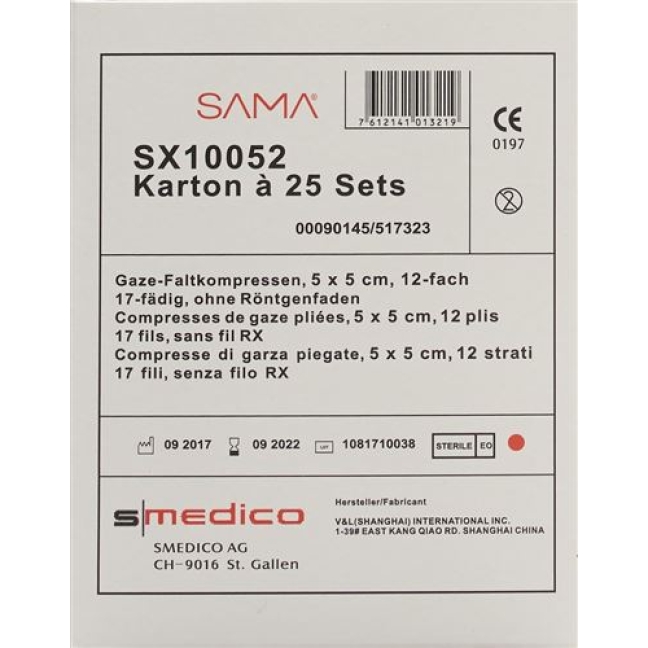 SAMA®
7 612141 013219
CE
0197
SX10052
Karton à 25 Sets
2
00090145/517323
Gaze-Faltkompressen, 5 x 5 cm, 12-fach
17-fädig, ohne Röntgenfaden
Compresses de gaze pliées, 5 x 5 cm, 12 plis
17 fils, sans fil RX
Compresse di garza piegate, 5 x 5 cm, 12 strati
17 fili, senza filo RX
09 2017 09 2022 LOT 1081710038 STERILE EO
smedico
SMEDICO AG
CH-9016 St. Gallen
Hersteller/Fabricant
V&L(SHANGHAI) INTERNATIONAL INC.
1-39# EAST KANG QIAO RD. SHANGHAI CHINA